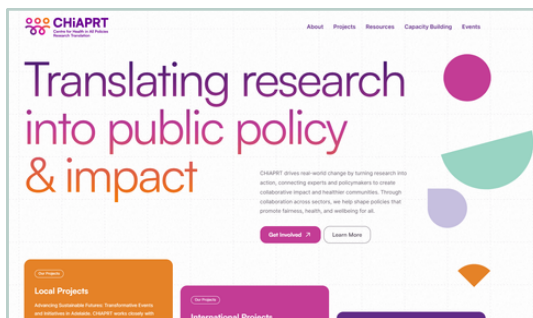 CHiAPRT
Centre for Health in All Policies
Research Translation
About Projects Resources Capacity Building Events
Translating research
into public policy
& impact
CHiAPRT drives real-world change by turning research into
action, connecting experts and policymakers to create
collaborative impact and healthier communities. Through
collaboration across sectors, we help shape policies that
promote fairness, health, and wellbeing for all.
Get Involved Learn More
Our Projects
Local Projects
Advancing Sustainable Futures: Transformative Events
and Initiatives in Adelaide. CHiAPRT works closely with
Our Projects
International Projects